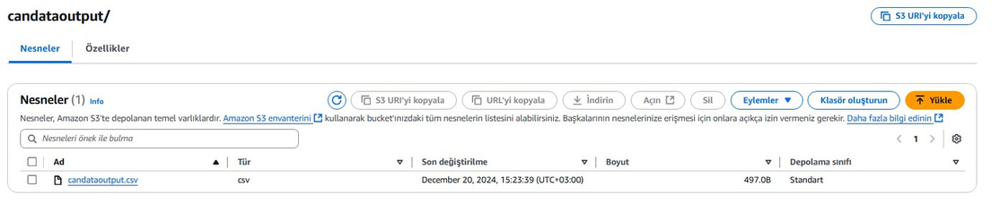 candataoutput/
S3 URI'yi kopyala
Nesneler
Özellikler
Nesneler (1) Info
S3 URI'yi kopyala
URL'yi kopyala
İndirin
Açın
Sil
Eylemler
Klasör oluşturun
Yükle
Nesneler, Amazon S3'te depolanan temel varlıklardır. Amazon S3 envanterini kullanarak bucket'ınızdaki tüm nesnelerin listesini alabilirsiniz. Başkalarının nesnelerinize erişmesi için onlara açıkça izin vermeniz gerekir. Daha fazla bilgi edinin
Nesneleri önek ile bulma
1
Ad Tür Son değiştirilme Boyut Depolama sınıfı
candataoutput.csv csv December 20, 2024, 15:23:39 (UTC+03:00) 497.0B Standart